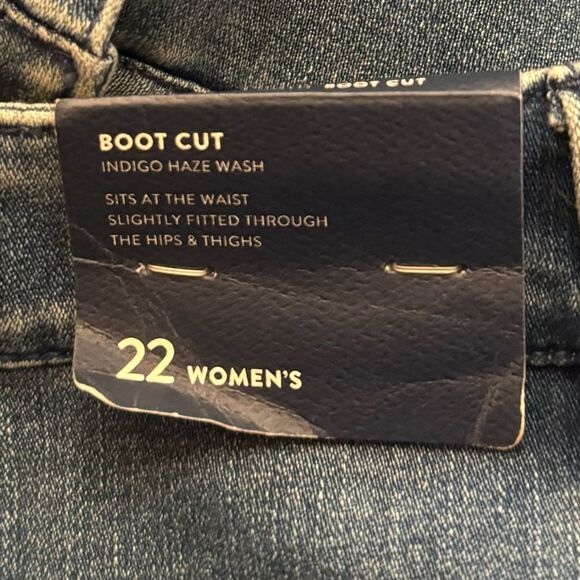 BOOT CUT
BOOT CUT
INDIGO HAZE WASH
SITS AT THE WAIST
SLIGHTLY FITTED THROUGH
THE HIPS & THIGHS
22 WOMEN'S